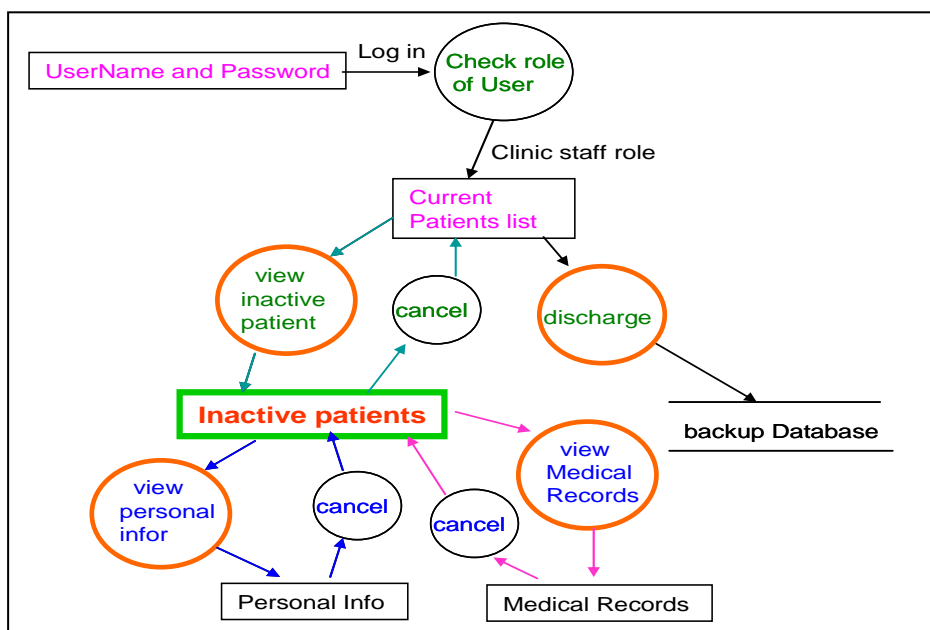 Log in
UserName and Password
Check role
of User
Clinic staff role
Current
Patients list
view
inactive
patient
cancel
discharge
Inactive patients
backup Database
view
personal
infor
cancel
cancel
view
Medical
Records
Personal Info
Medical Records